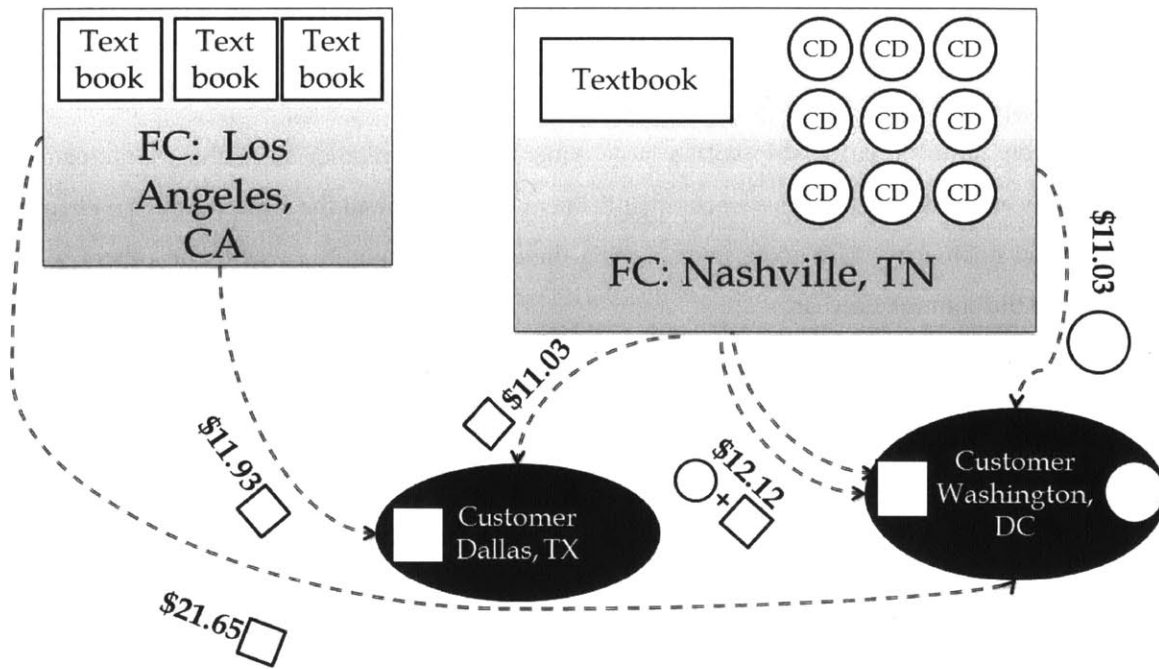 Text
book
Text
book
Text
book
FC: Los
Angeles,
CA
Textbook
CD
CD
CD
CD
CD
CD
CD
CD
CD
FC: Nashville, TN
$11.03
$11.03
$11.93
$12.12
+
Customer
Dallas, TX
Customer
Washington,
DC
$21.65